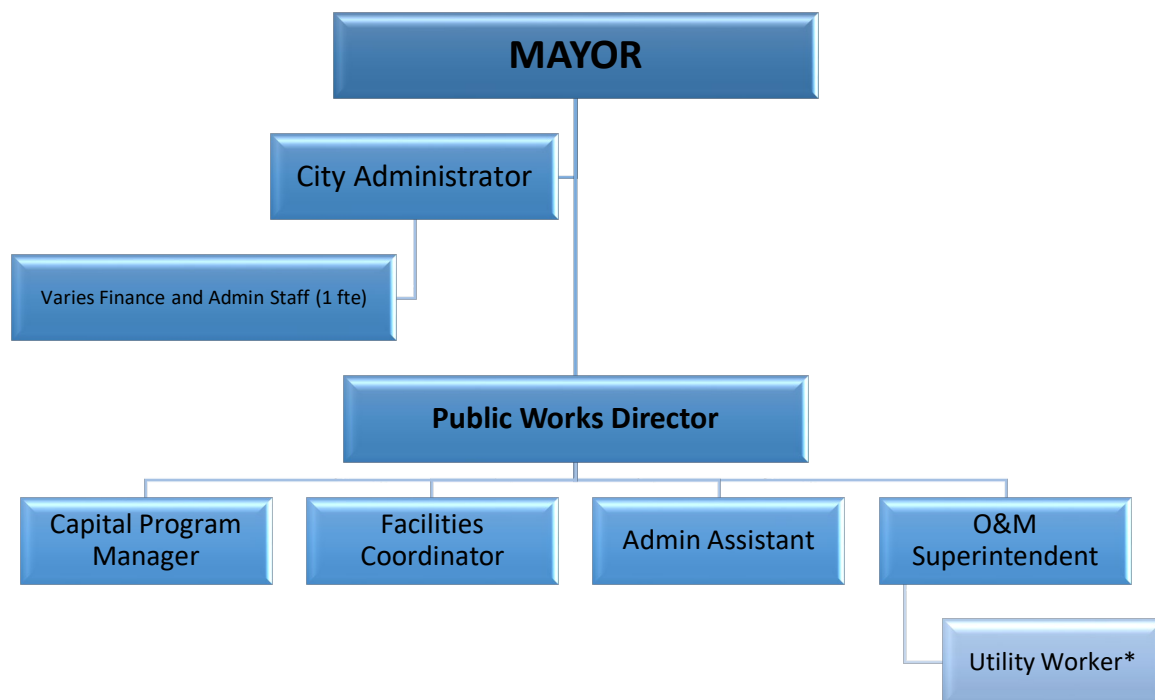 MAYOR
City Administrator
Varies Finance and Admin Staff (1 fte)
Public Works Director
Capital Program
Manager
Facilities
Coordinator
Admin Assistant
O&M
Superintendent
Utility Worker*